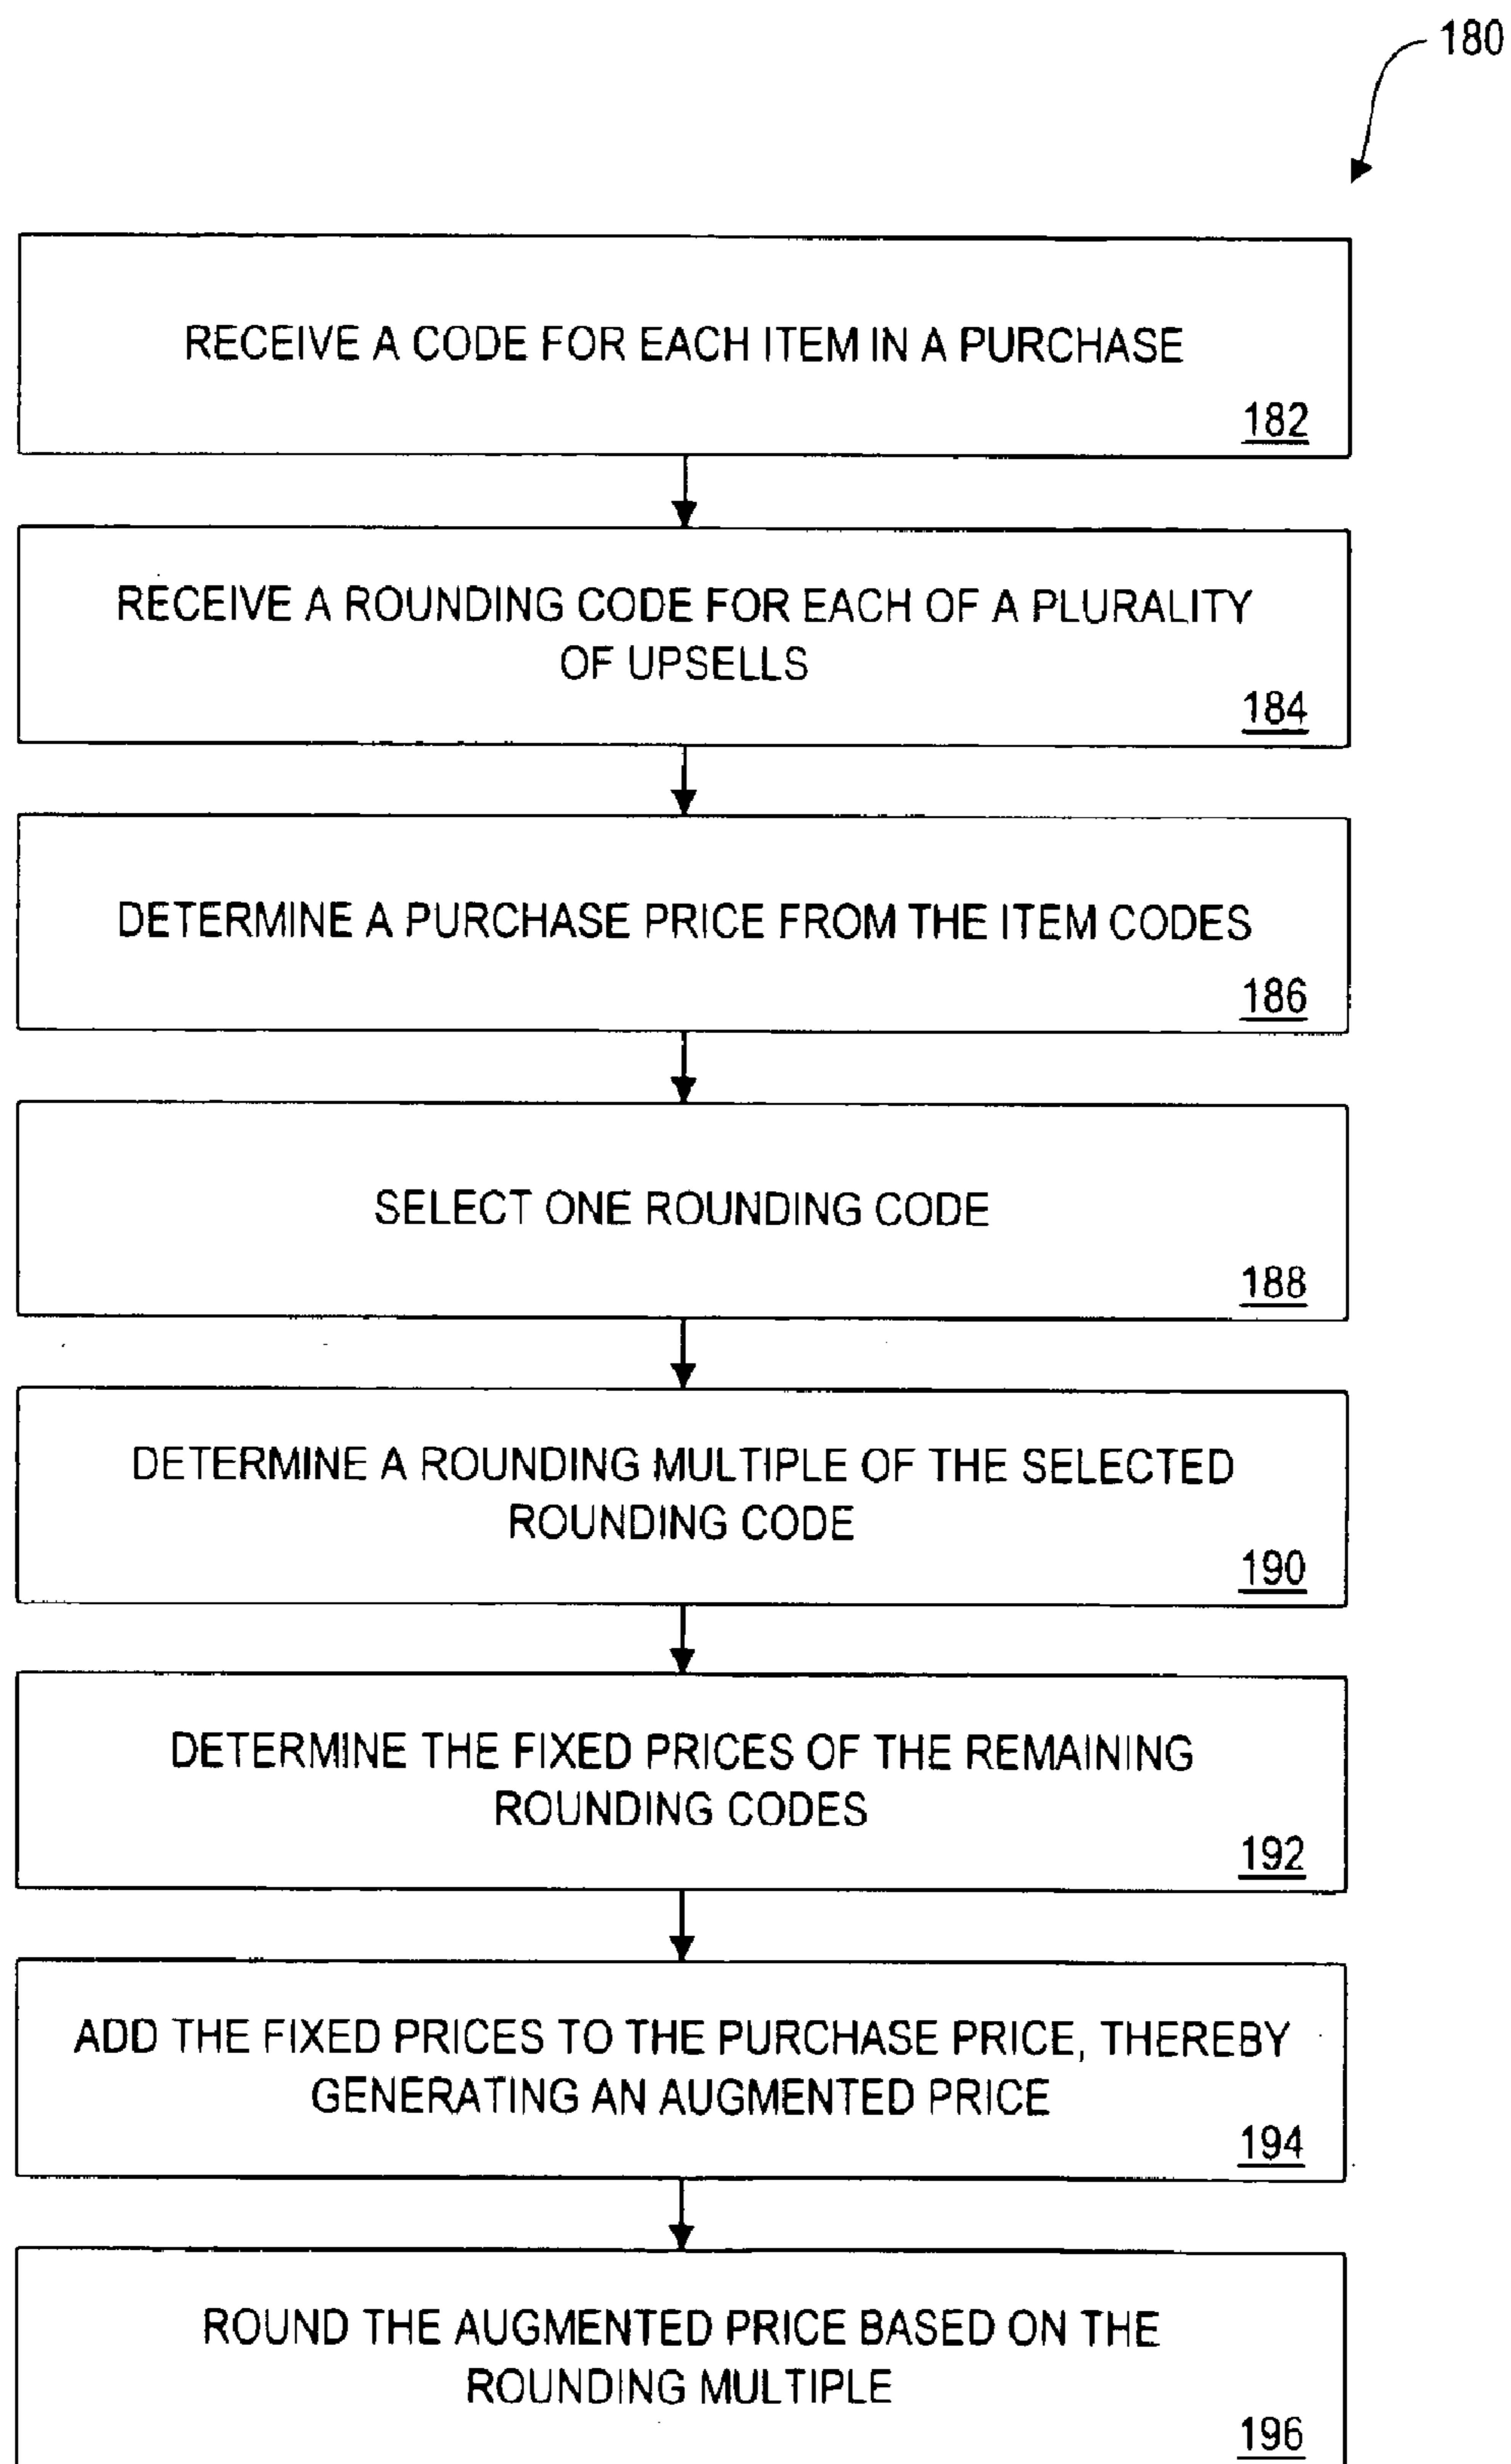 180
RECEIVE A CODE FOR EACH ITEM IN A PURCHASE
182
RECEIVE A ROUNDING CODE FOR EACH OF A PLURALITY
OF UPSELLS
184
DETERMINE A PURCHASE PRICE FROM THE ITEM CODES
186
SELECT ONE ROUNDING CODE
188
DETERMINE A ROUNDING MULTIPLE OF THE SELECTED
ROUNDING CODE
190
DETERMINE THE FIXED PRICES OF THE REMAINING
ROUNDING CODES
192
ADD THE FIXED PRICES TO THE PURCHASE PRICE, THEREBY
GENERATING AN AUGMENTED PRICE
194
ROUND THE AUGMENTED PRICE BASED ON THE
ROUNDING MULTIPLE
196